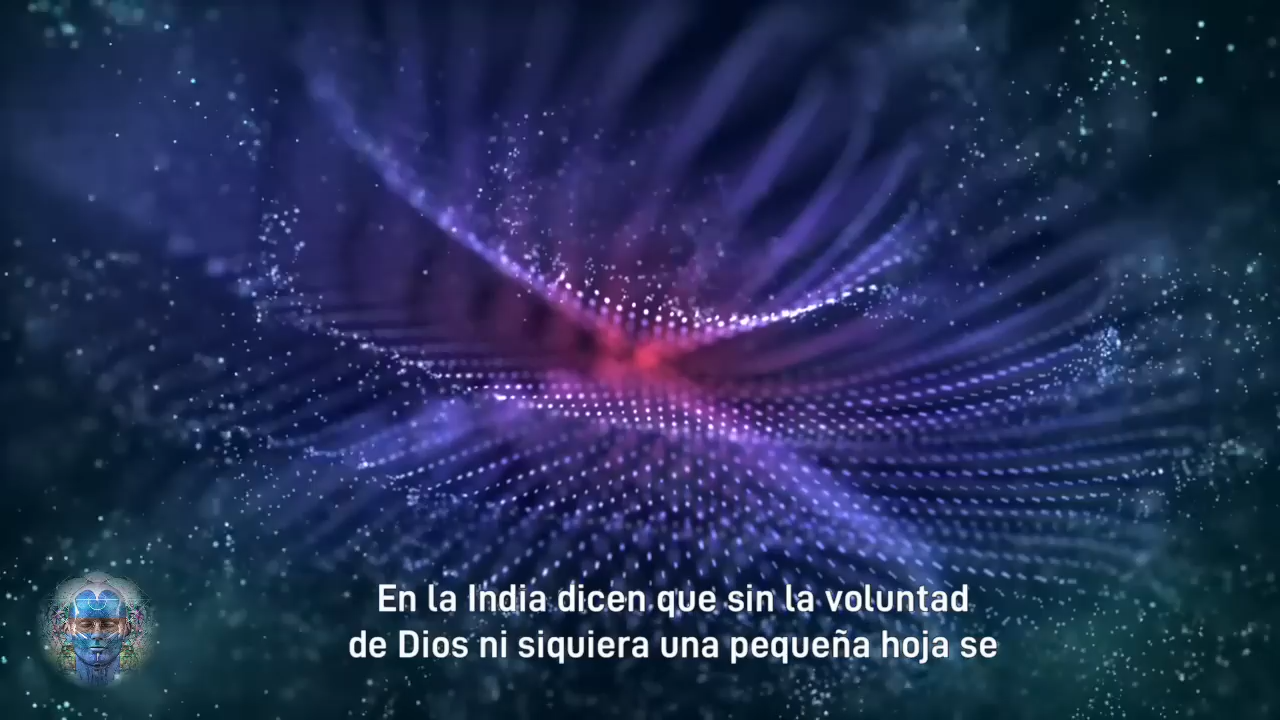 En la India dicen que sin la voluntad
de Dios ni siquiera una pequeña hoja se